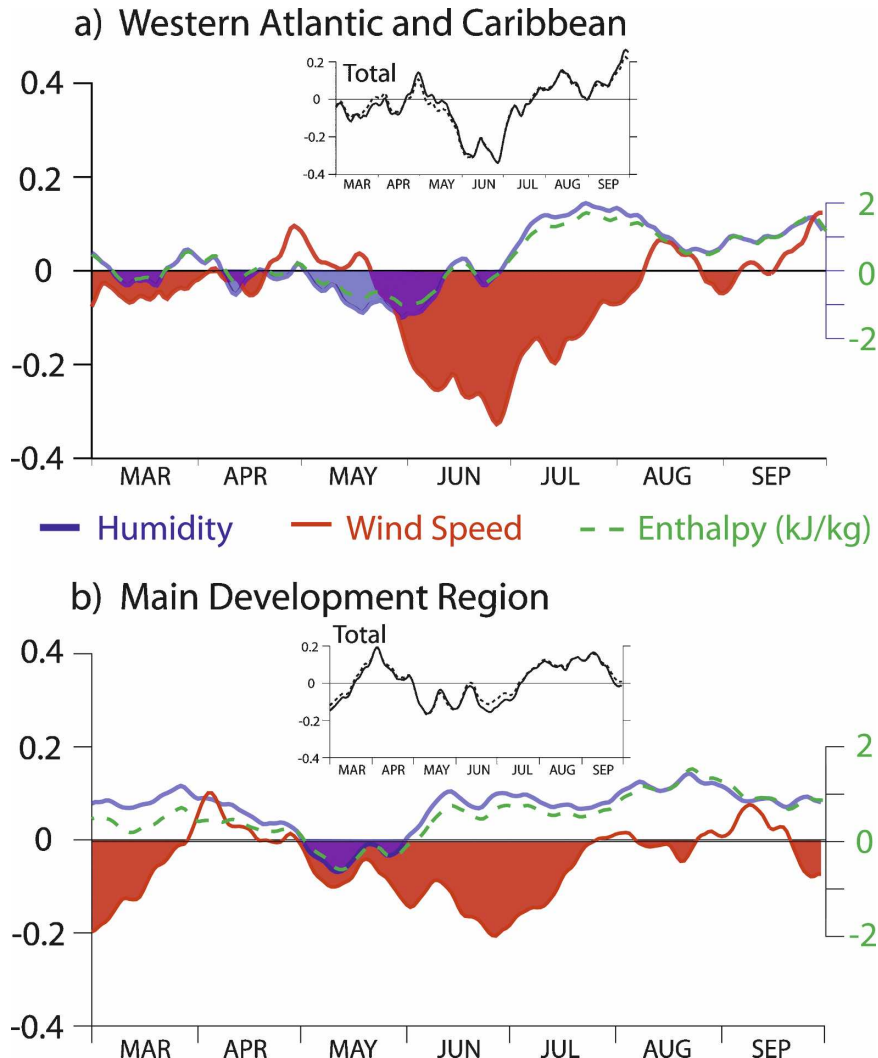 a) Western Atlantic and Caribbean
Total
0.2
0
-0.2
-0.4
MAR APR MAY JUN JUL AUG SEP
0.4
0.2
0
-0.2
-0.4
2
0
-2
MAR APR MAY JUN JUL AUG SEP
Humidity Wind Speed Enthalpy (kJ/kg)
b) Main Development Region
Total
0.2
0
-0.2
-0.4
MAR APR MAY JUN JUL AUG SEP
0.4
0.2
0
-0.2
-0.4
2
0
-2
MAR APR MAY JUN JUL AUG SEP